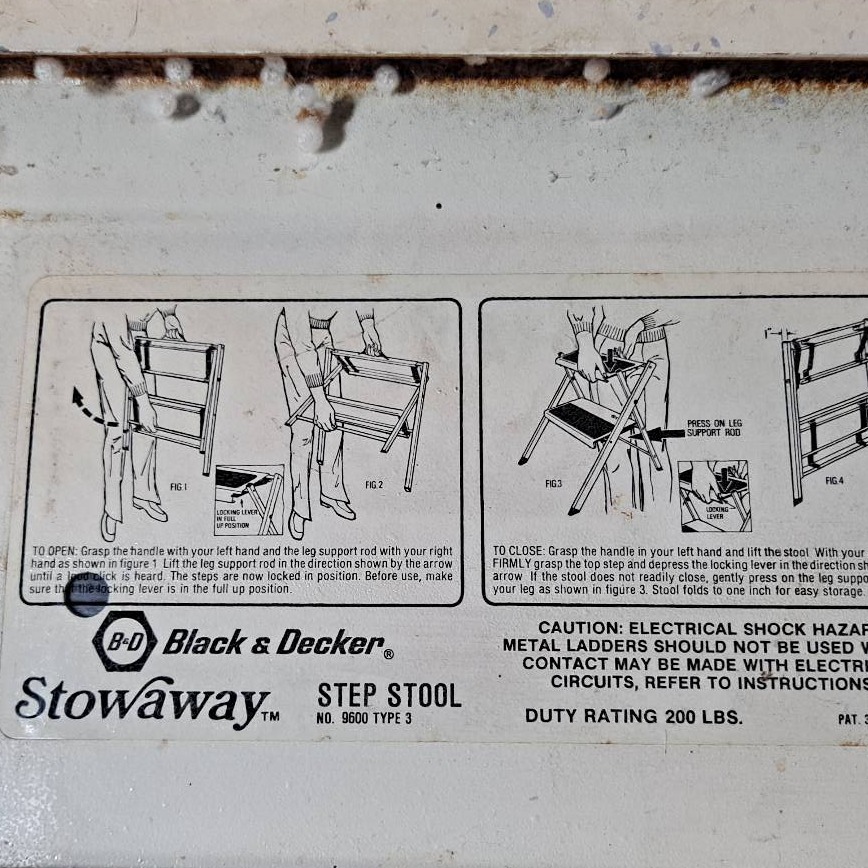 FIG.1
LOCKING LEVER
IN FULL
UP POSITION
FIG.2
TO OPEN: Grasp the handle with your left hand and the leg support rod with your right
hand as shown in figure 1 Lift the leg support rod in the direction shown by the arrow
until a loud click is heard. The steps are now locked in position. Before use, make
sure that the locking lever is in the full up position.
FIG.3
PRESS ON LEG
SUPPORT ROD
LOCKING
LEVER
1"
FIG.4
TO CLOSE: Grasp the handle in your left hand and lift the stool With your
FIRMLY grasp the top step and depress the locking lever in the direction sh
arrow If the stool does not readily close, gently press on the leg suppo
your leg as shown in figure 3. Stool folds to one inch for easy storage.
B&D Black & Decker®
Stowaway™
STEP STOOL
NO. 9600 TYPE 3
CAUTION: ELECTRICAL SHOCK HAZAR
METAL LADDERS SHOULD NOT BE USED W
CONTACT MAY BE MADE WITH ELECTRI
CIRCUITS, REFER TO INSTRUCTIONS
DUTY RATING 200 LBS.
PAT. 3